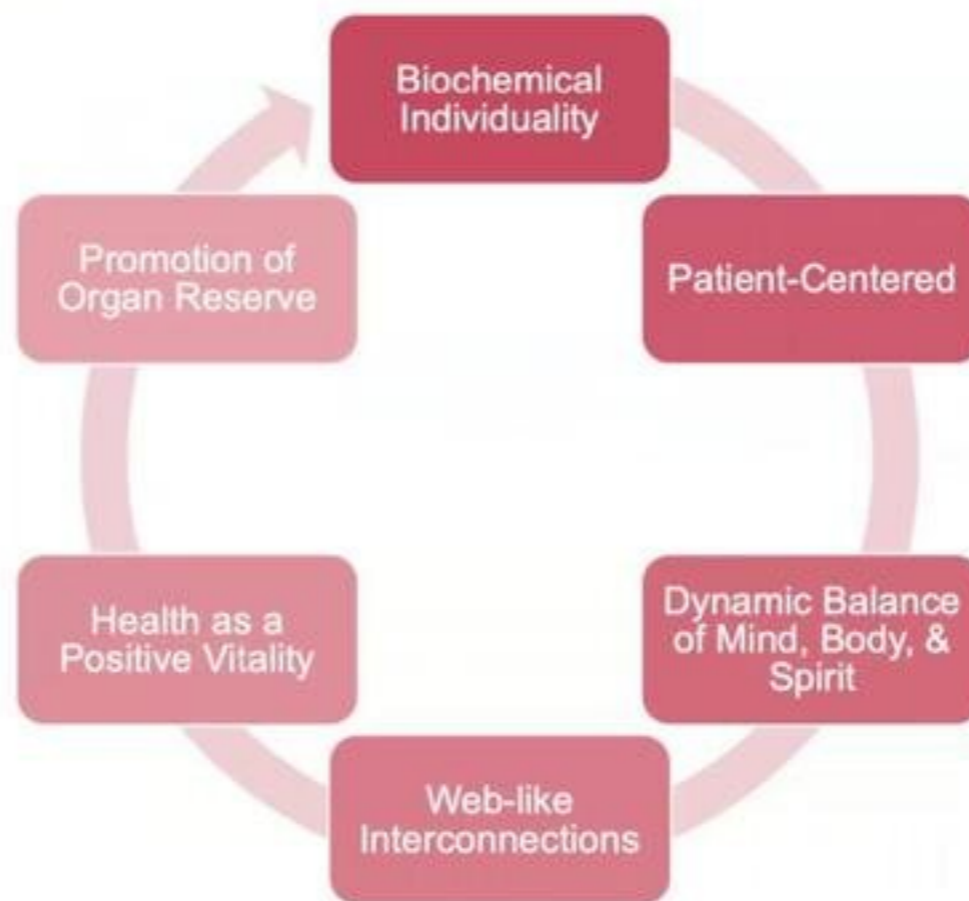 Biochemical
Individuality
Patient-Centered
Dynamic Balance
of Mind, Body, &
Spirit
Web-like
Interconnections
Health as a
Positive Vitality
Promotion of
Organ Reserve